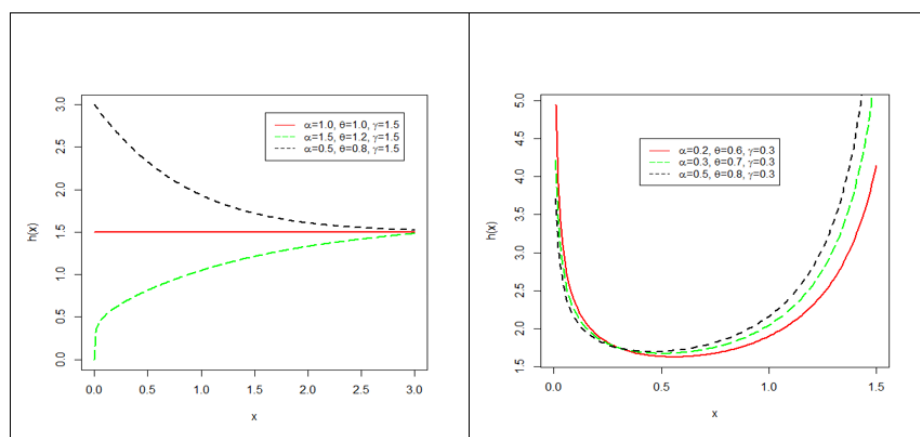 h(x)
3.0
2.5
2.0
1.5
1.0
0.5
0.0
α=1.0, θ=1.0, γ=1.5
α=1.5, θ=1.2, γ=1.5
α=0.5, θ=0.8, γ=1.5
0.0 0.5 1.0 1.5 2.0 2.5 3.0
x
h(x)
5.0
4.5
4.0
3.5
3.0
2.5
2.0
1.5
α=0.2, θ=0.6, γ=0.3
α=0.3, θ=0.7, γ=0.3
α=0.5, θ=0.8, γ=0.3
0.0 0.5 1.0 1.5
x